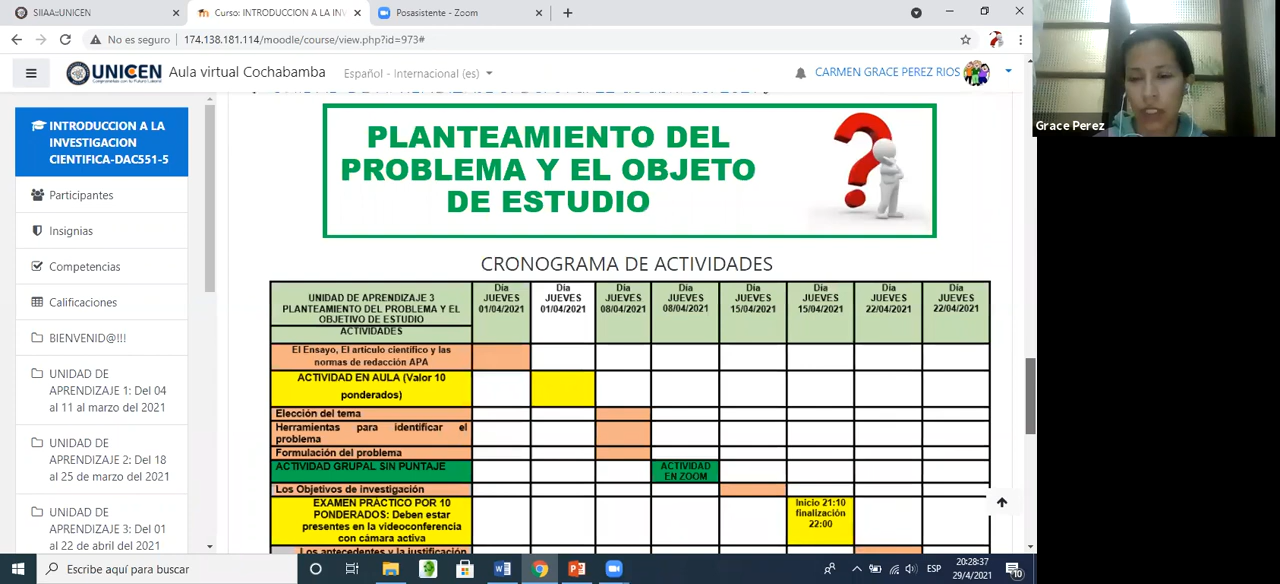 SIIAA::UNICEN
Curso: INTRODUCCION A LA INV
Posasistente - Zoom
No es seguro
174.138.181.114/moodle/course/view.php?id=973#
UNICEN
Aula virtual Cochabamba
Español - Internacional (es)
CARMEN GRACE PEREZ RIOS
Grace Perez
INTRODUCCION A LA
INVESTIGACION
CIENTIFICA-DAC551-5
Participantes
Insignias
Competencias
Calificaciones
BIENVENID@!!!
UNIDAD DE
APRENDIZAJE 1: Del 04
al 11 al marzo del 2021
UNIDAD DE
APRENDIZAJE 2: Del 18
al 25 de marzo del 2021
UNIDAD DE
APRENDIZAJE 3: Del 01
al 22 de abril del 2021
PLANTEAMIENTO DEL
PROBLEMA Y EL OBJETO
DE ESTUDIO
CRONOGRAMA DE ACTIVIDADES
UNIDAD DE APRENDIZAJE 3
PLANTEAMIENTO DEL PROBLEMA Y EL
OBJETIVO DE ESTUDIO
ACTIVIDADES
Día
JUEVES
01/04/2021
Día
JUEVES
01/04/2021
Día
JUEVES
08/04/2021
Día
JUEVES
08/04/2021
Día
JUEVES
15/04/2021
Día
JUEVES
15/04/2021
Día
JUEVES
22/04/2021
Día
JUEVES
22/04/2021
El Ensayo, El artículo científico y las
normas de redacción APA
ACTIVIDAD EN AULA (Valor 10
ponderados)
Elección del tema
Herramientas para identificar el
problema
Formulación del problema
ACTIVIDAD GRUPAL SIN PUNTAJE
ACTIVIDAD
EN ZOOM
Los Objetivos de investigación
EXAMEN PRÁCTICO POR 10
PONDERADOS: Deben estar
presentes en la videoconferencia
con cámara activa
Inicio 21:10
finalización
22:00
Los antecedentes y la justificación
Escribe aquí para buscar
ESP
20:28:37
29/4/2021
10